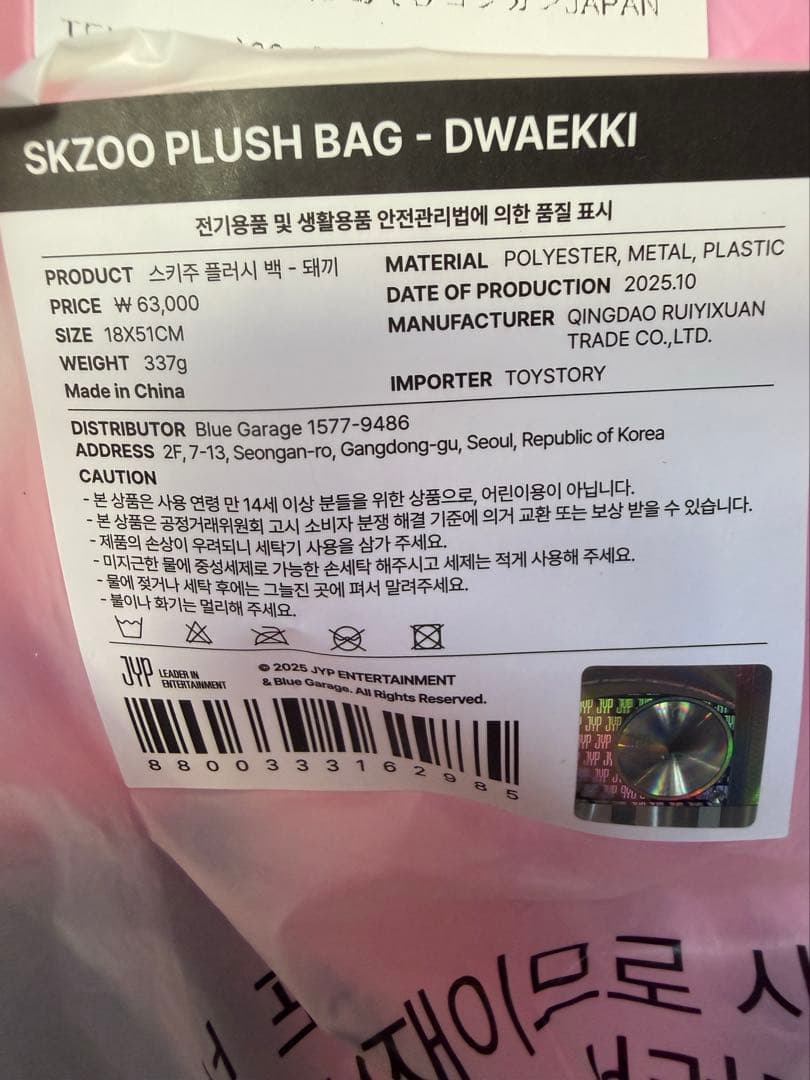 JAPAN
SKZOO PLUSH BAG - DWAEKKI
전기용품 및 생활용품 안전관리법에 의한 품질 표시
PRODUCT 스키주 플러시 백 - 돼끼
PRICE ₩ 63,000
SIZE 18X51CM
WEIGHT 337g
Made in China
MATERIAL POLYESTER, METAL, PLASTIC
DATE OF PRODUCTION 2025.10
MANUFACTURER QINGDAO RUIYIXUAN
TRADE CO.,LTD.
IMPORTER TOYSTORY
DISTRIBUTOR Blue Garage 1577-9486
ADDRESS 2F, 7-13, Seongan-ro, Gangdong-gu, Seoul, Republic of Korea
CAUTION
- 본 상품은 사용 연령 만 14세 이상 분들을 위한 상품으로, 어린이용이 아닙니다.
- 본 상품은 공정거래위원회 고시 소비자 분쟁 해결 기준에 의거 교환 또는 보상 받을 수 있습니다.
- 제품의 손상이 우려되니 세탁기 사용을 삼가 주세요.
- 미지근한 물에 중성세제로 가능한 손세탁 해주시고 세제는 적게 사용해 주세요.
- 물에 젖거나 세탁 후에는 그늘진 곳에 펴서 말려주세요.
- 불이나 화기는 멀리해 주세요.
JYP LEADER IN
ENTERTAINMENT
© 2025 JYP ENTERTAINMENT
& Blue Garage. All Rights Reserved.
8800333162985
JYP JYP JYP
JYP JYP
JYP JYP
JYP